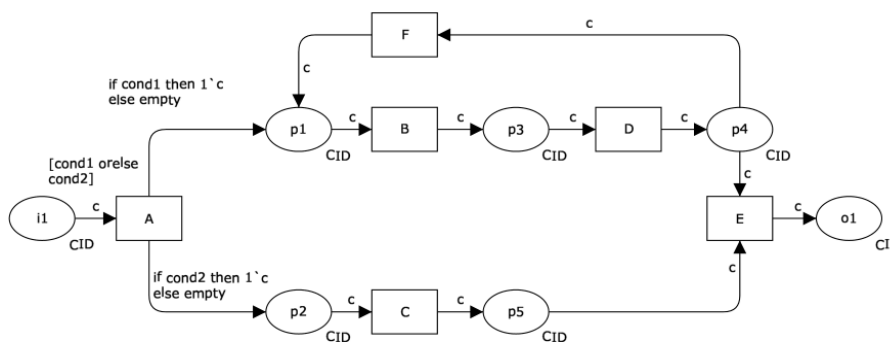 F
c
c
if cond1 then 1`c
else empty
p1
c
B
c
p3
c
D
c
p4
CID
CID
CID
[cond1 orelse
cond2]
c
i1
c
A
E
c
o1
CID
CI
if cond2 then 1`c
else empty
c
p2
c
C
c
p5
CID
CID